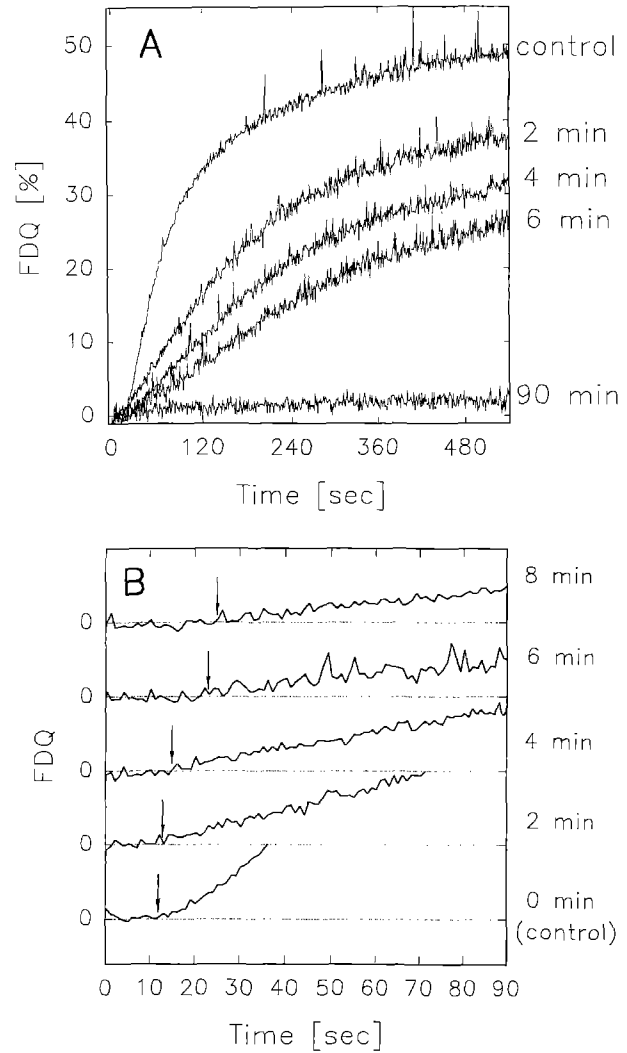 A
FDQ [%]
50
40
30
20
10
0
control
2 min
4 min
6 min
90 min
0 120 240 360 480
Time [sec]
B
FDQ
0
8 min
0
6 min
0
4 min
0
2 min
0
0 min
(control)
0 10 20 30 40 50 60 70 80 90
Time [sec]